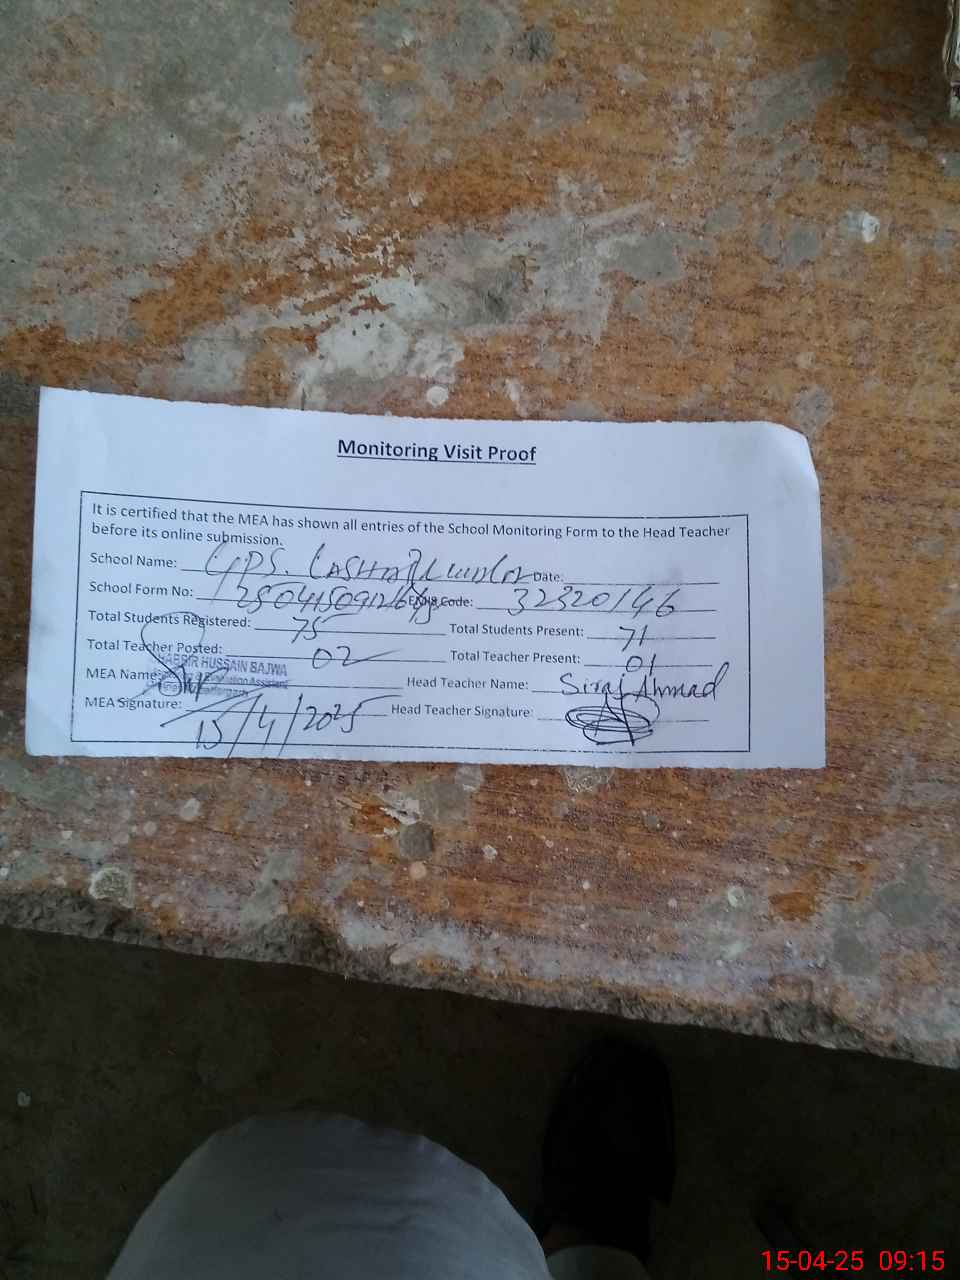 Monitoring Visit Proof
It is certified that the MEA has shown all entries of the School Monitoring Form to the Head Teacher
before its online submission.
School Name: GPS. Date:
School Form No: EMIS Code: 32320146
Total Students Registered: 75 Total Students Present: 71
Total Teacher Posted: 02 Total Teacher Present: 01
HUSSAIN BAJWA
MEA Name: Head Teacher Name: Siraj Ahmad
Evaluation Assistant
MEA Signature: Head Teacher Signature:
15/4/2025
15-04-25 09:15